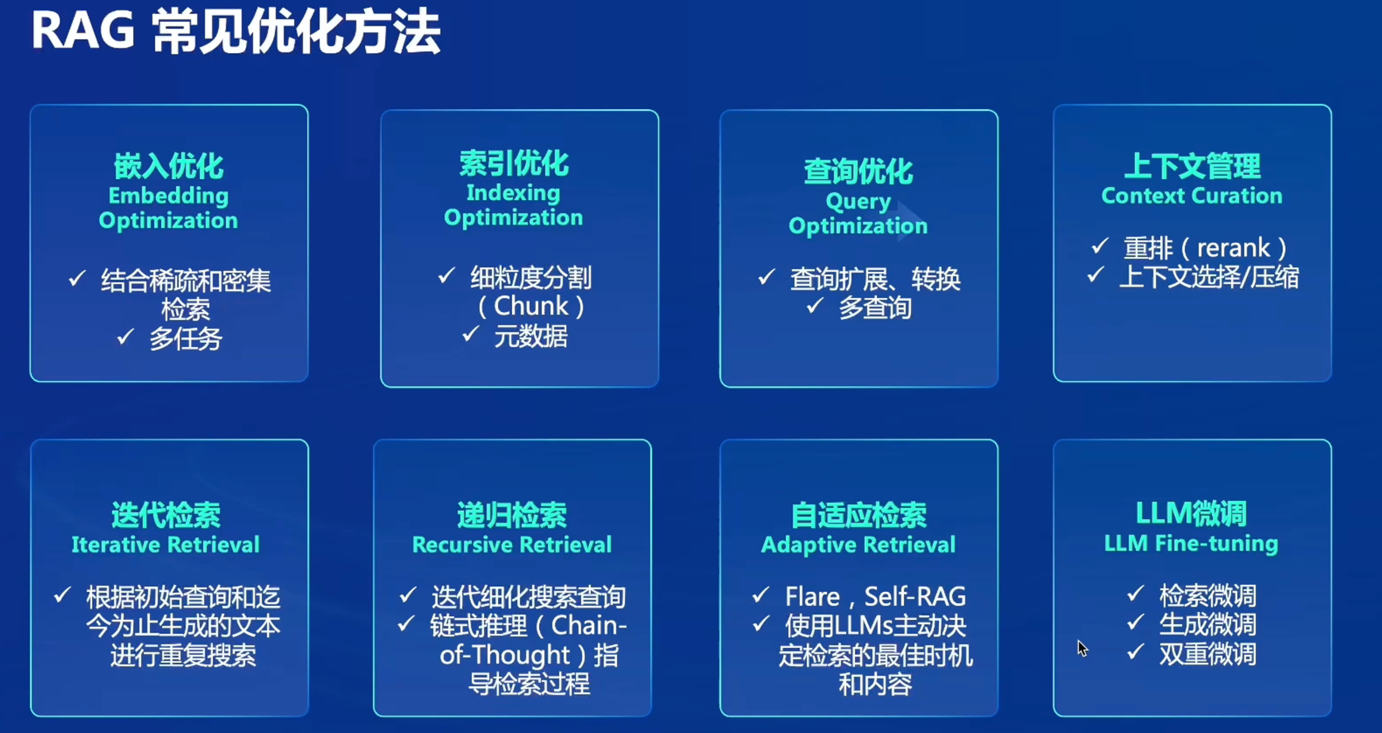 RAG 常见优化方法
嵌入优化
Embedding
Optimization
✓ 结合稀疏和密集
检索
✓ 多任务
索引优化
Indexing
Optimization
✓ 细粒度分割
（Chunk）
✓ 元数据
查询优化
Query
Optimization
✓ 查询扩展、转换
✓ 多查询
上下文管理
Context Curation
✓ 重排（rerank）
✓ 上下文选择/压缩
迭代检索
Iterative Retrieval
✓ 根据初始查询和迄
今为止生成的文本
进行重复搜索
递归检索
Recursive Retrieval
✓ 迭代细化搜索查询
✓ 链式推理（Chain-
of-Thought）指
导检索过程
自适应检索
Adaptive Retrieval
✓ Flare，Self-RAG
✓ 使用LLMs主动决
定检索的最佳时机
和内容
LLM微调
LLM Fine-tuning
✓ 检索微调
✓ 生成微调
✓ 双重微调